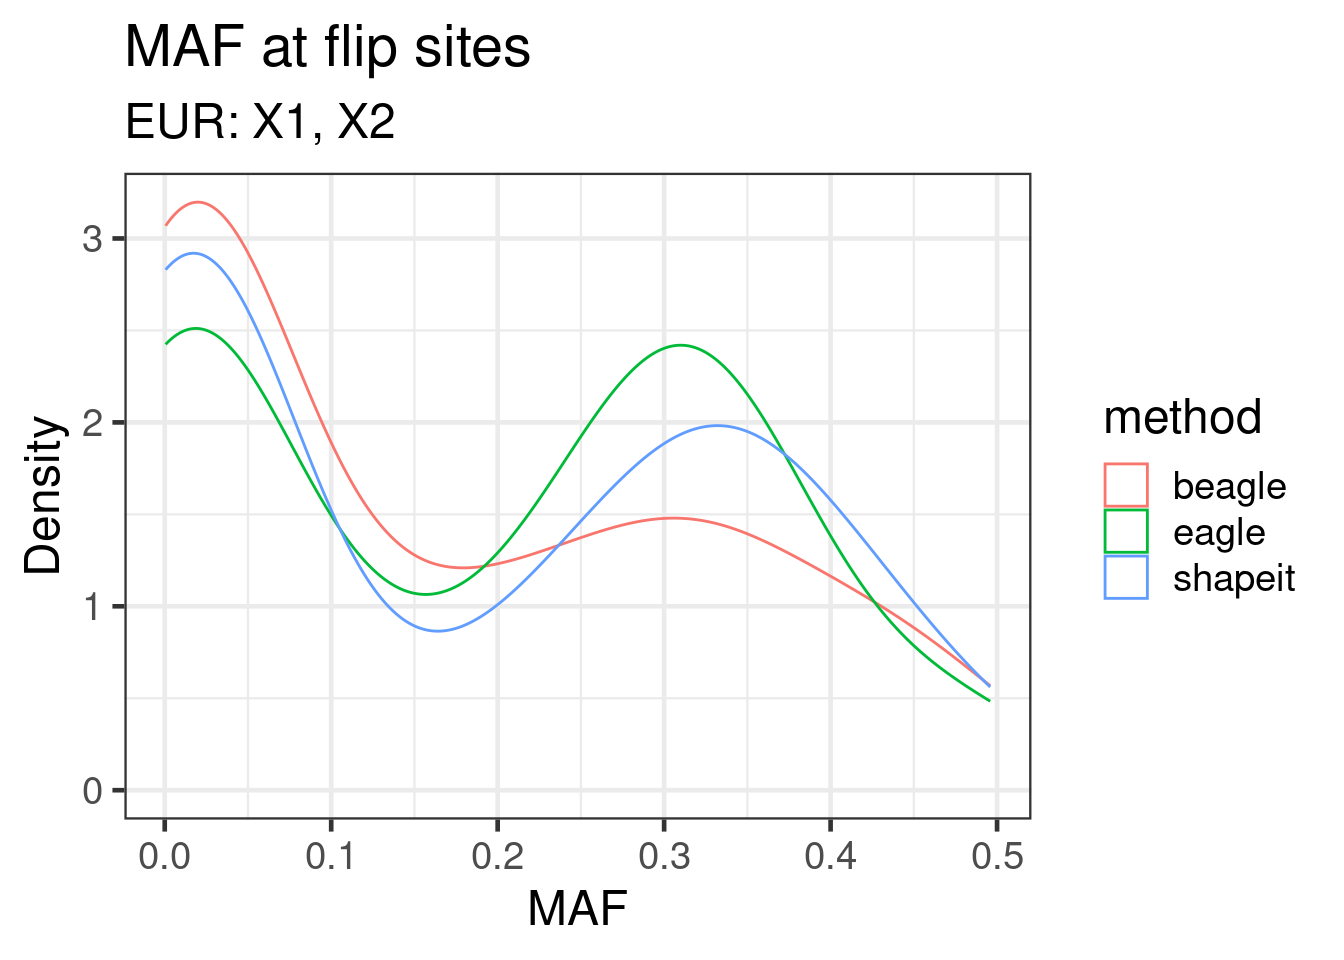 MAF at flip sites
EUR: X1, X2
Density
3
2
1
0
0.0 0.1 0.2 0.3 0.4 0.5
MAF
method
beagle
eagle
shapeit